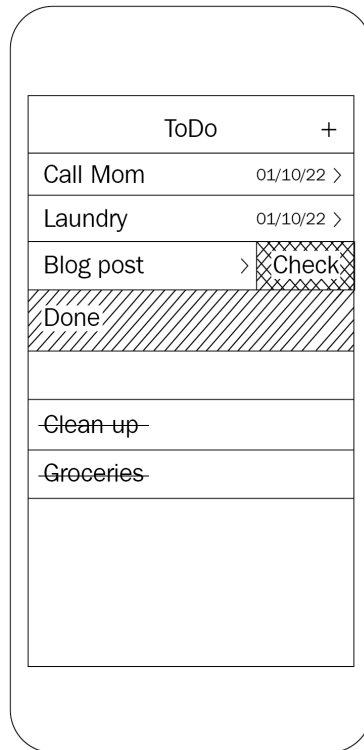 ToDo +
Call Mom 01/10/22 >
Laundry 01/10/22 >
Blog post > Check
Done
Clean up
Groceries